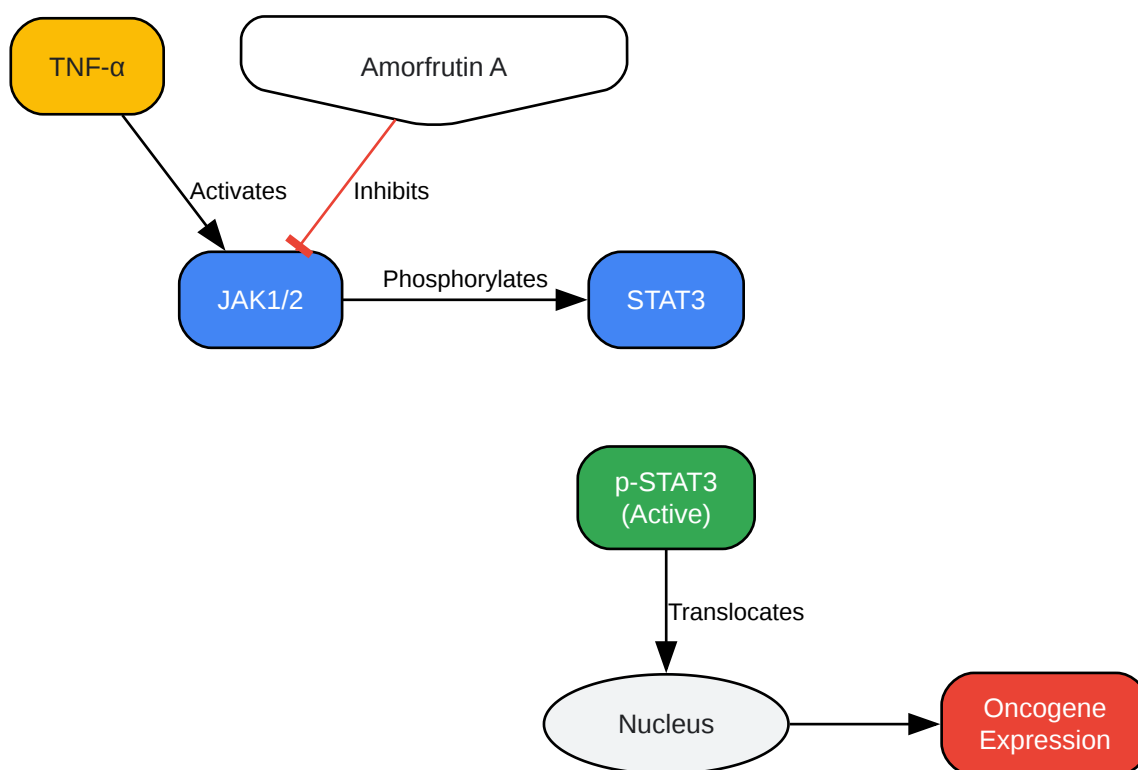 TNF-α
Amorfrutin A
Activates
Inhibits
JAK1/2
Phosphorylates
STAT3
p-STAT3
(Active)
Translocates
Nucleus
Oncogene
Expression